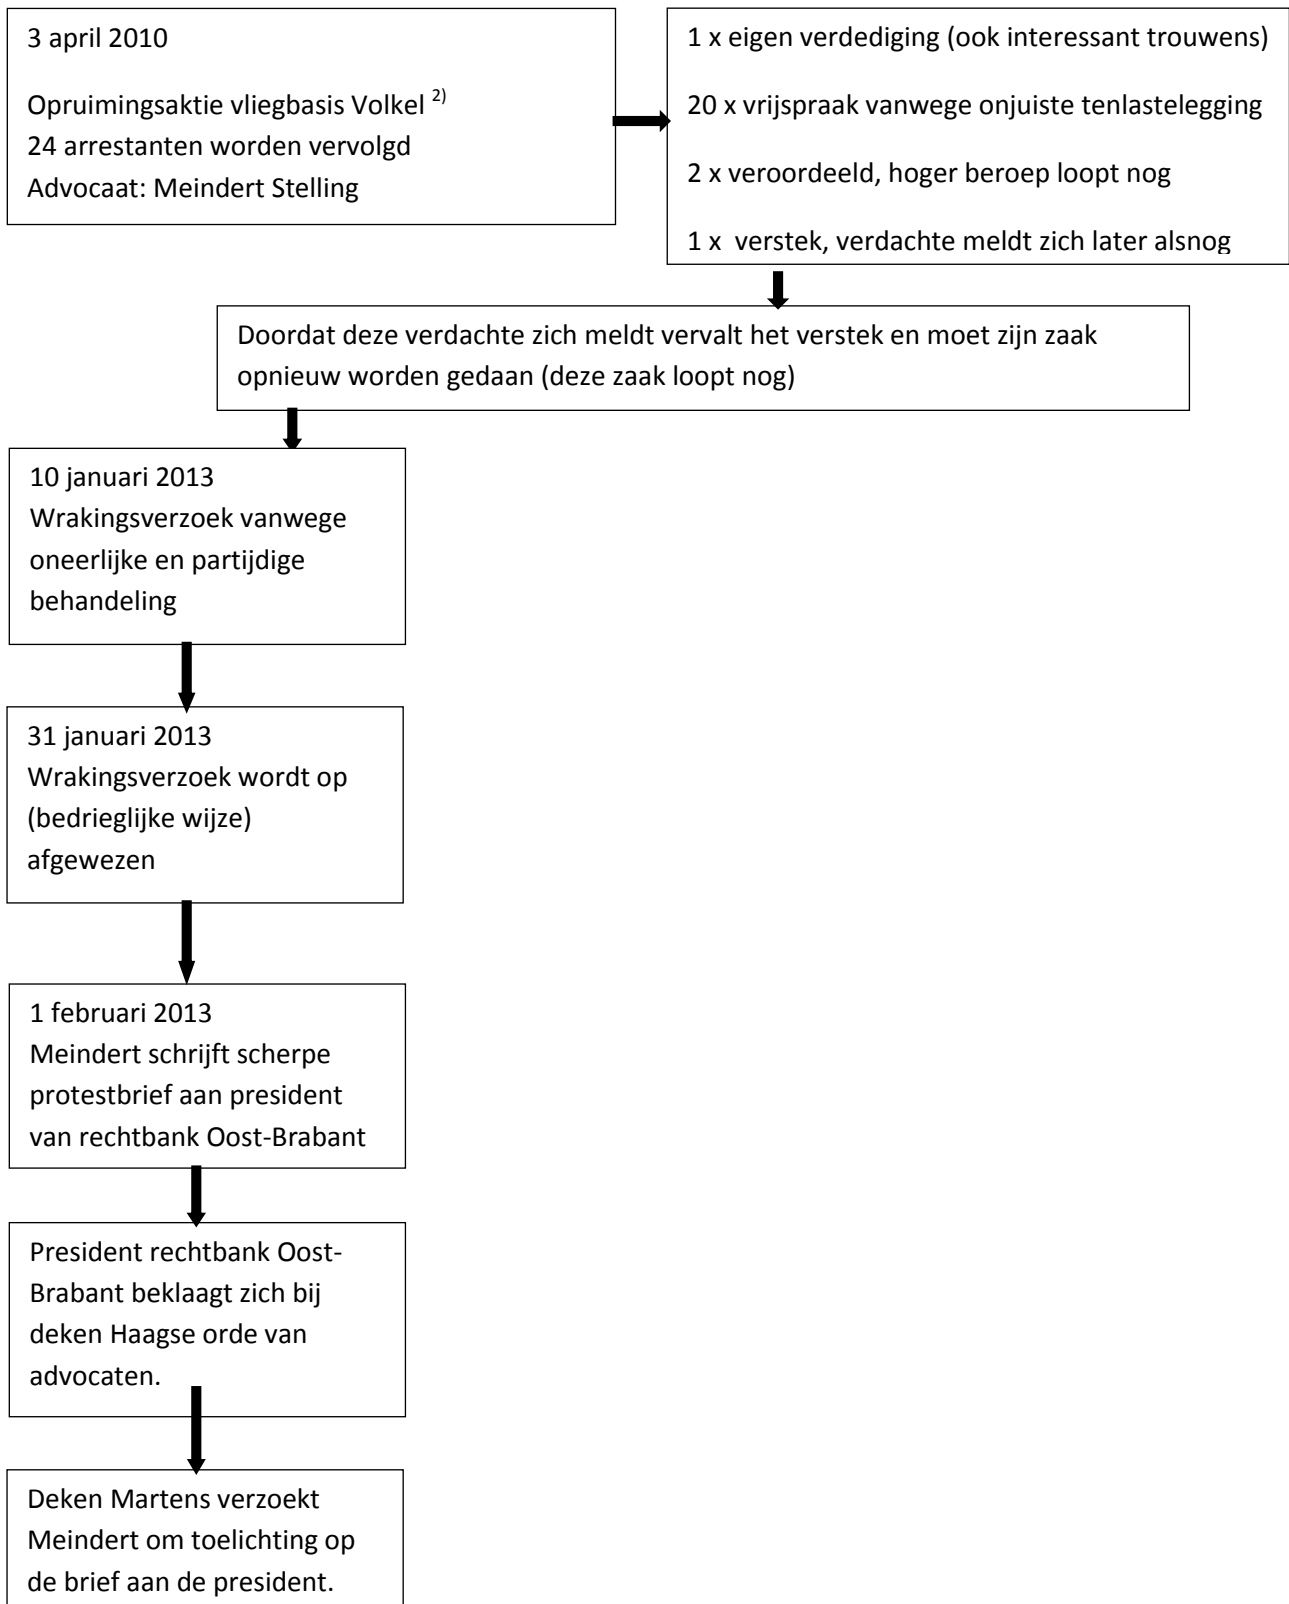 3 april 2010
Opruimingsaktie vliegbasis Volkel 2)
24 arrestanten worden vervolgd
Advocaat: Meindert Stelling
1 x eigen verdediging (ook interessant trouwens)
20 x vrijspraak vanwege onjuiste tenlastelegging
2 x veroordeeld, hoger beroep loopt nog
1 x  verstek, verdachte meldt zich later alsnog
Doordat deze verdachte zich meldt vervalt het verstek en moet zijn zaak
opnieuw worden gedaan (deze zaak loopt nog)
10 januari 2013
Wrakingsverzoek vanwege
oneerlijke en partijdige
behandeling
31 januari 2013
Wrakingsverzoek wordt op
(bedrieglijke wijze)
afgewezen
1 februari 2013
Meindert schrijft scherpe
protestbrief aan president
van rechtbank Oost-Brabant
President rechtbank Oost-
Brabant beklaagt zich bij
deken Haagse orde van
advocaten.
Deken Martens verzoekt
Meindert om toelichting op
de brief aan de president.